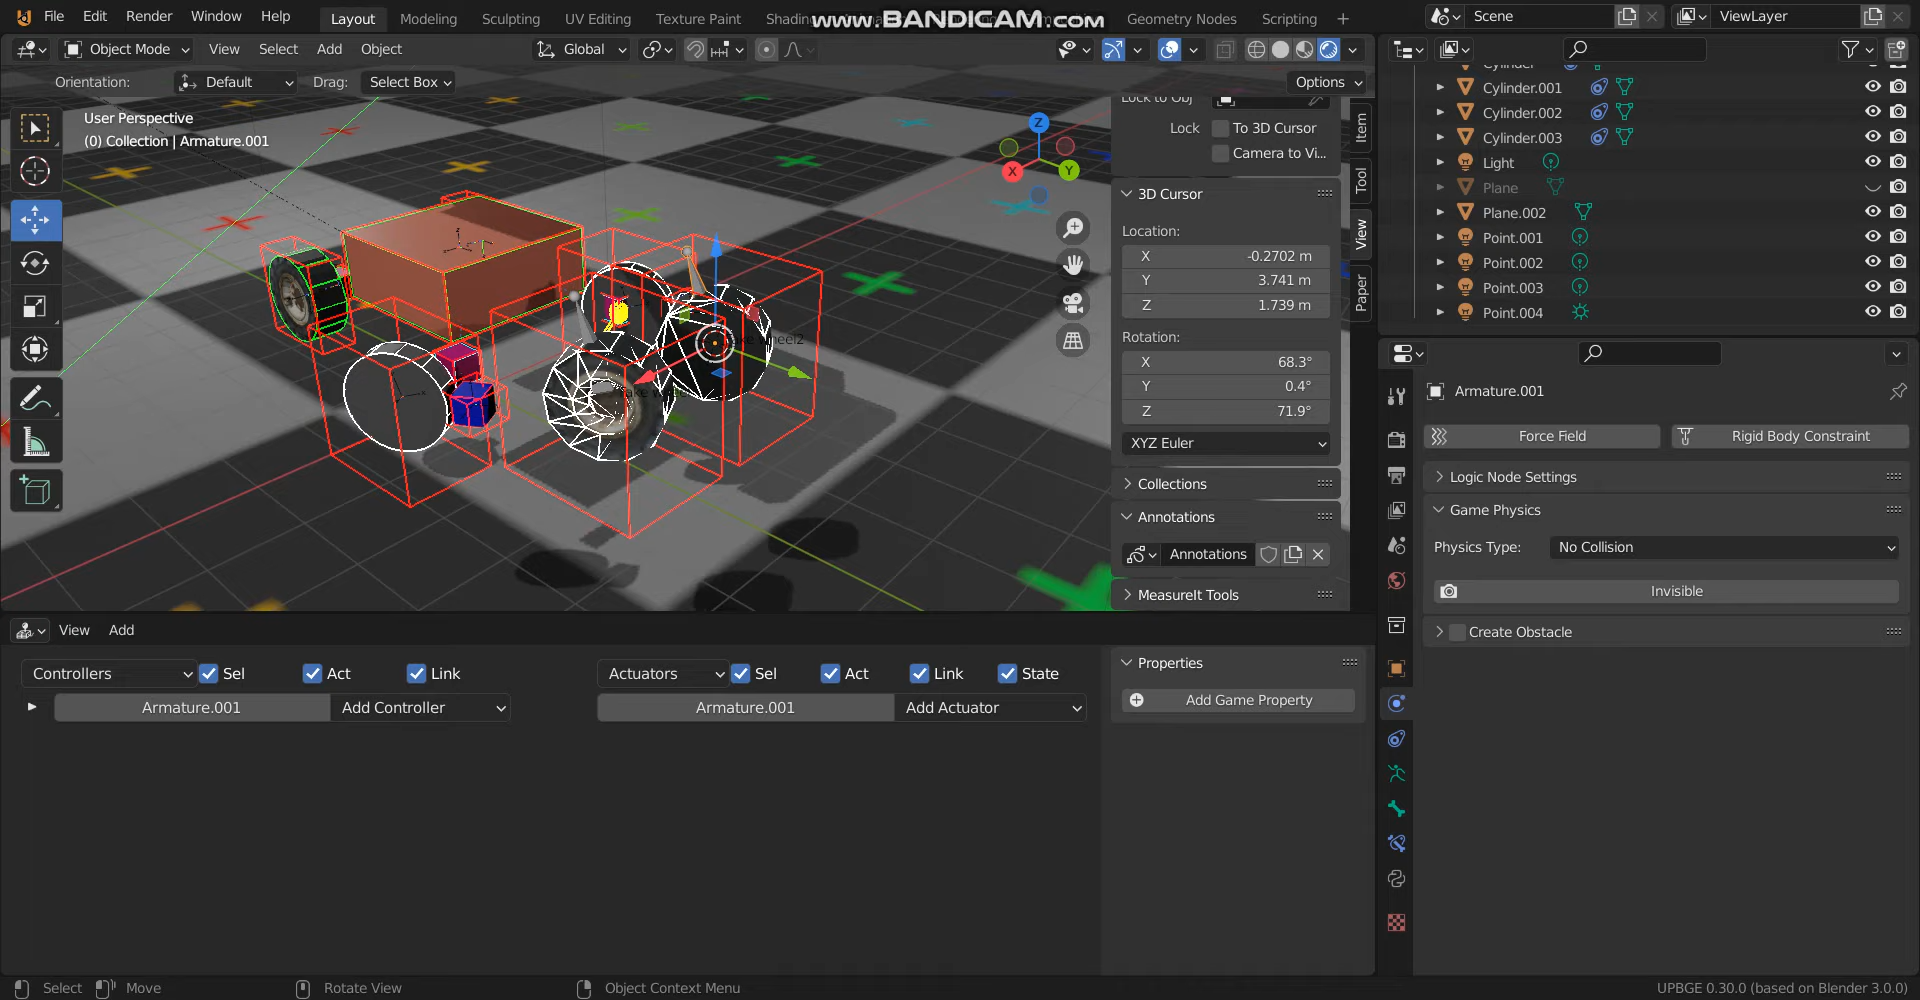 File Edit Render Window Help Layout Modeling Sculpting UV Editing Texture Paint Shading Geometry Nodes Scripting Scene ViewLayer
www.BANDICAM.com
Object Mode View Select Add Object Global
Orientation: Default Drag: Select Box Options
User Perspective
(0) Collection | Armature.001
Z
X
Y
Lock to Obj
Lock To 3D Cursor
Camera to Vi...
3D Cursor
Location:
X -0.2702 m
Y 3.741 m
Z 1.739 m
Rotation:
X 68.3°
Y 0.4°
Z 71.9°
XYZ Euler
Collections
Annotations
Annotations
MeasureIt Tools
Item
Tool
View
Paper
Cylinder
Cylinder.001
Cylinder.002
Cylinder.003
Light
Plane
Plane.002
Point.001
Point.002
Point.003
Point.004
Armature.001
Force Field Rigid Body Constraint
Logic Node Settings
Game Physics
Physics Type: No Collision
Invisible
Create Obstacle
View Add
Controllers Sel Act Link Actuators Sel Act Link State
Armature.001 Add Controller Armature.001 Add Actuator
Properties
Add Game Property
Select Move Rotate View Object Context Menu UPBGE 0.30.0 (based on Blender 3.0.0)